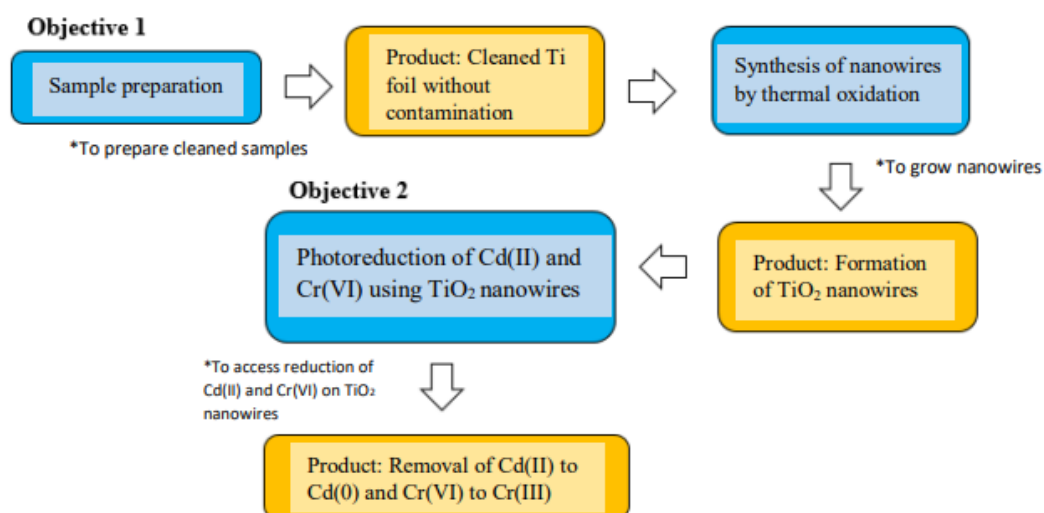 Objective 1
Sample preparation
*To prepare cleaned samples
Product: Cleaned Ti
foil without
contamination
Synthesis of nanowires
by thermal oxidation
*To grow nanowires
Product: Formation
of TiO₂ nanowires
Objective 2
Photoreduction of Cd(II) and
Cr(VI) using TiO₂ nanowires
*To access reduction of
Cd(II) and Cr(VI) on TiO₂
nanowires
Product: Removal of Cd(II) to
Cd(0) and Cr(VI) to Cr(III)